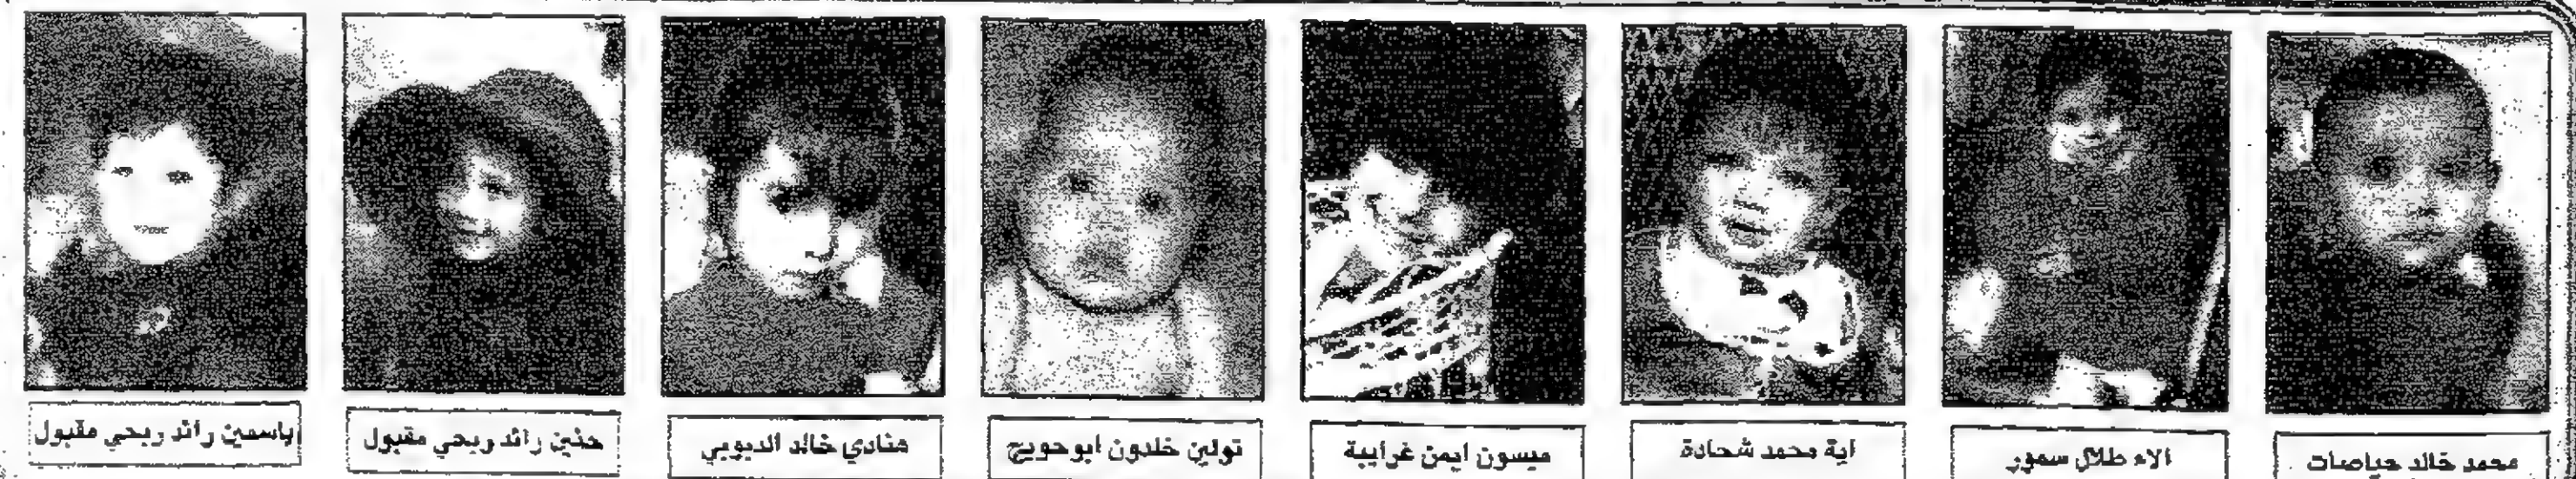 محمد خالد حياصات
الاء طلال سمور
اية محمد شحادة
ميسون ايمن غرايبة
تولين خلدون ابوحويج
هنادي خالد الديوبي
حنين رائد ربحي مقبول
ياسمين رائد ربحي مقبول